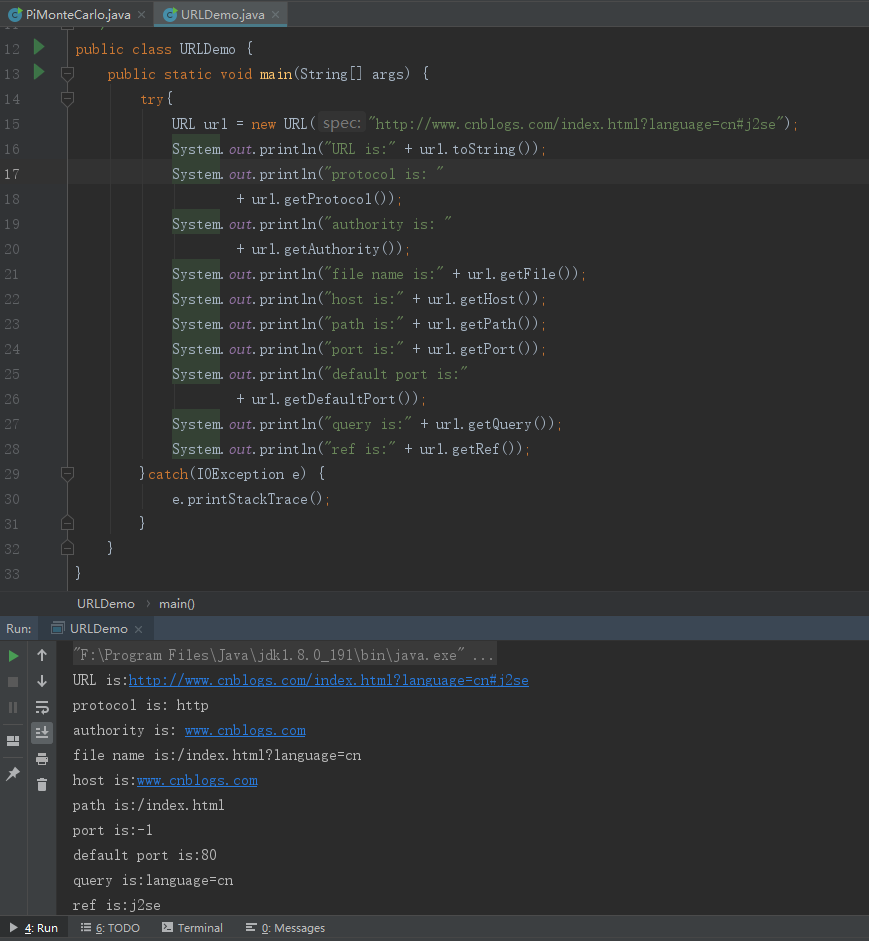 PiMonteCarlo.java × URLDemo.java ×
12 public class URLDemo {
13 public static void main(String[] args) {
14 try{
15 URL url = new URL( spec: "http://www.cnblogs.com/index.html?language=cn#j2se");
16 System.out.println("URL is:" + url.toString());
17 System.out.println("protocol is: "
18 + url.getProtocol());
19 System.out.println("authority is: "
20 + url.getAuthority());
21 System.out.println("file name is:" + url.getFile());
22 System.out.println("host is:" + url.getHost());
23 System.out.println("path is:" + url.getPath());
24 System.out.println("port is:" + url.getPort());
25 System.out.println("default port is:"
26 + url.getDefaultPort());
27 System.out.println("query is:" + url.getQuery());
28 System.out.println("ref is:" + url.getRef());
29 }catch(IOException e) {
30 e.printStackTrace();
31 }
32 }
33 }
URLDemo › main()
Run: URLDemo ×
"F:\Program Files\Java\jdk1.8.0_191\bin\java.exe" ...
URL is:http://www.cnblogs.com/index.html?language=cn#j2se
protocol is: http
authority is: www.cnblogs.com
file name is:/index.html?language=cn
host is:www.cnblogs.com
path is:/index.html
port is:-1
default port is:80
query is:language=cn
ref is:j2se
4: Run 6: TODO Terminal 0: Messages